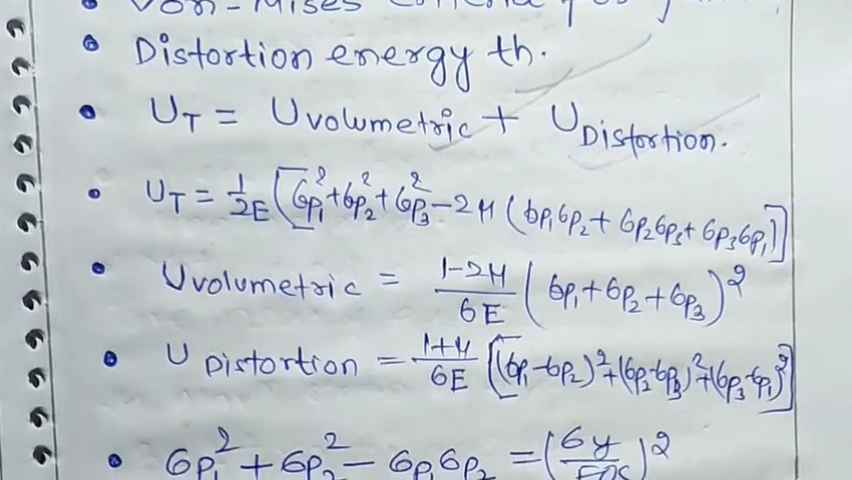 • Von-Mises
• Distortion energy th.
• U_T = U_volumetric + U_Distortion.
• U_T = 1/2E [σp₁² + σp₂² + σp₃² - 2μ (σp₁σp₂ + σp₂σp₃ + σp₃σp₁)]
• U_volumetric = (1-2μ)/6E (σp₁ + σp₂ + σp₃)²
• U_Distortion = (1+μ)/6E [(σp₁-σp₂)² + (σp₂-σp₃)² + (σp₃-σp₁)²]
• σp₁² + σp₂² - σp₁σp₂ = (σy/FOS)²